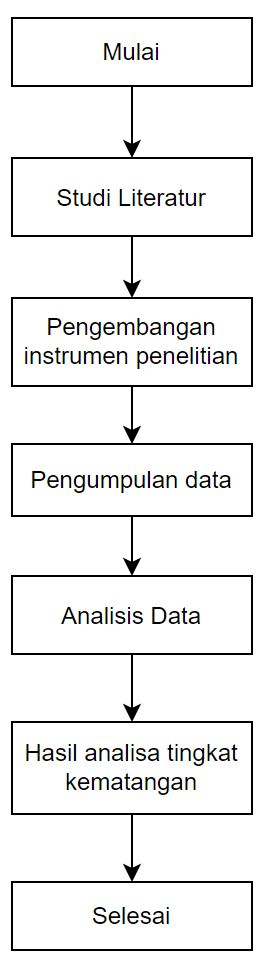 Mulai
Studi Literatur
Pengembangan
instrumen penelitian
Pengumpulan data
Analisis Data
Hasil analisa tingkat
kematangan
Selesai